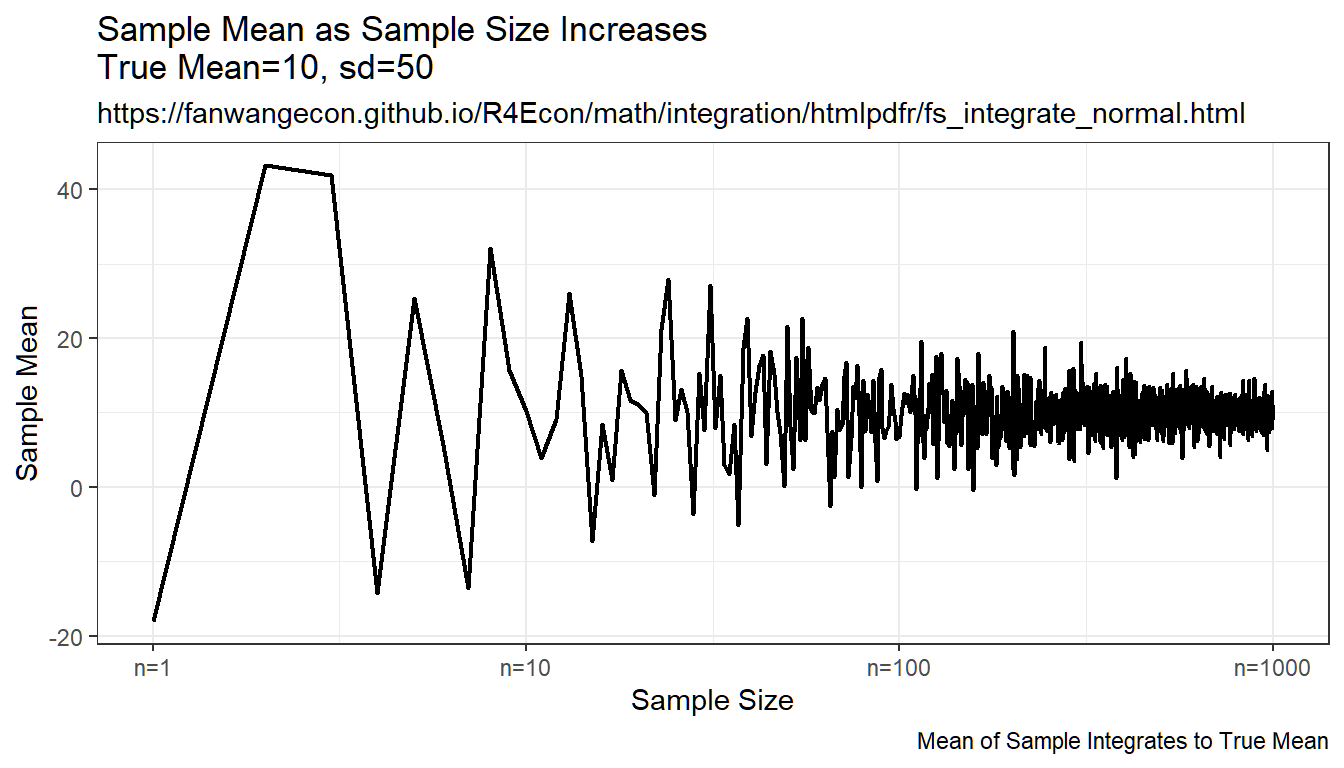 Sample Mean as Sample Size Increases
True Mean=10, sd=50
https://fanwangecon.github.io/R4Econ/math/integration/htmlpdfr/fs_integrate_normal.html
Sample Mean
40
20
0
-20
n=1
n=10
n=100
n=1000
Sample Size
Mean of Sample Integrates to True Mean